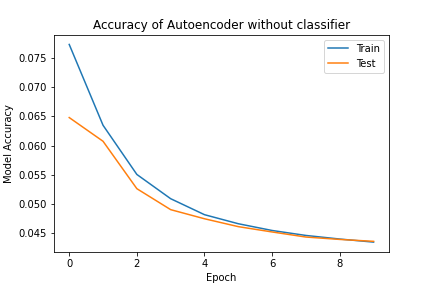 Accuracy of Autoencoder without classifier
Train
Test
0.075
0.070
0.065
0.060
0.055
0.050
0.045
Model Accuracy
0 2 4 6 8
Epoch